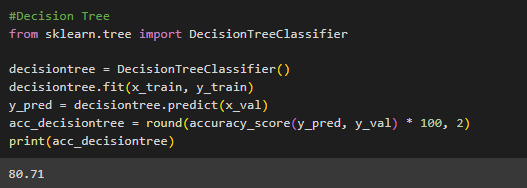 #Decision Tree
from sklearn.tree import DecisionTreeClassifier
decisiontree = DecisionTreeClassifier()
decisiontree.fit(x_train, y_train)
y_pred = decisiontree.predict(x_val)
acc_decisiontree = round(accuracy_score(y_pred, y_val) * 100, 2)
print(acc_decisiontree)
80.71